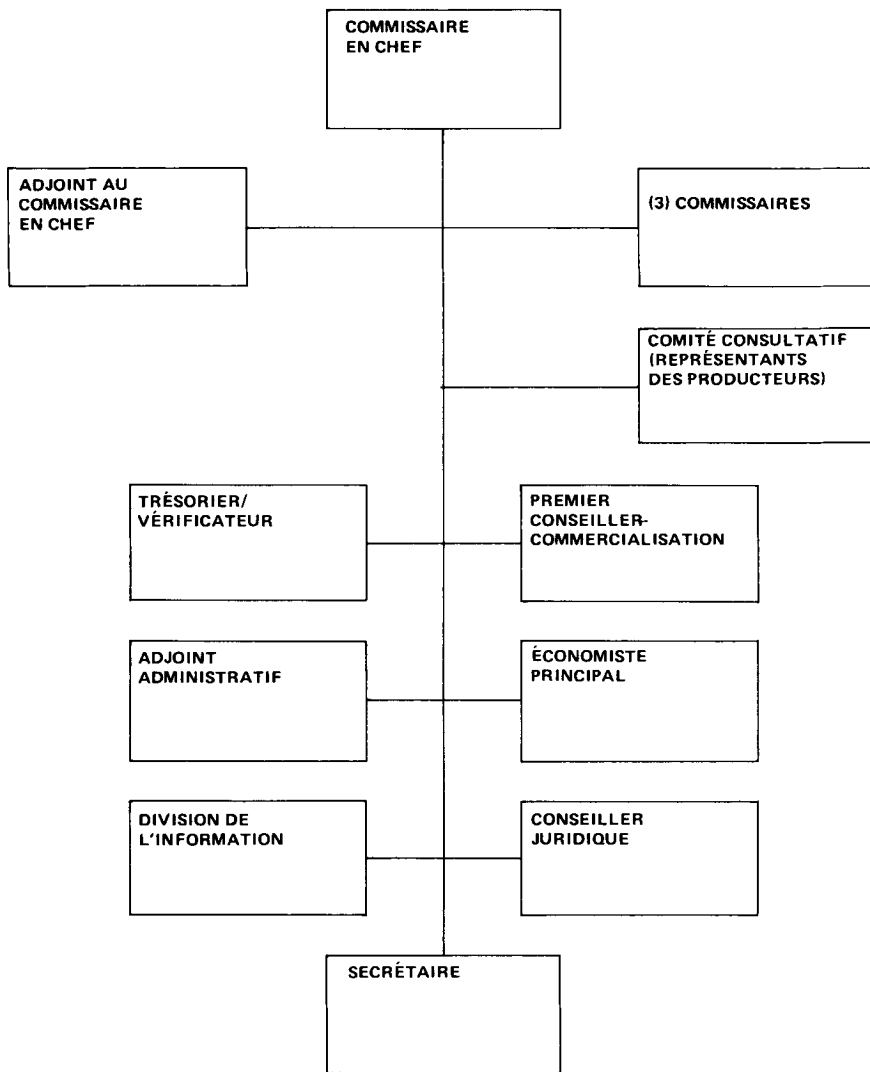 COMMISSAIRE
EN CHEF
ADJOINT AU
COMMISSAIRE
EN CHEF
(3) COMMISSAIRES
COMITÉ CONSULTATIF
(REPRÉSENTANTS
DES PRODUCTEURS)
TRÉSORIER/
VÉRIFICATEUR
PREMIER
CONSEILLER-
COMMERCIALISATION
ADJOINT
ADMINISTRATIF
ÉCONOMISTE
PRINCIPAL
DIVISION DE
L'INFORMATION
CONSEILLER
JURIDIQUE
SECRÉTAIRE